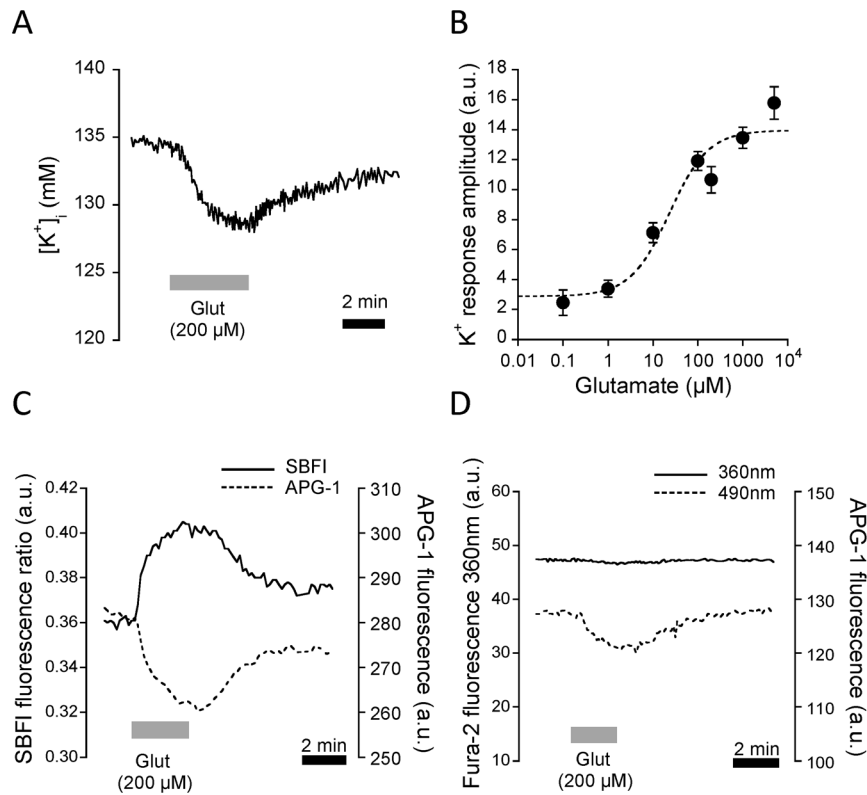 A
140
135
130
125
120
[K+]i (mM)
Glut
(200 µM)
2 min
B
18
16
14
12
10
8
6
4
2
0
K+ response amplitude (a.u.)
0.01 0.1 1 10 100 1000 10⁴
Glutamate (µM)
C
SBFI
APG-1
0.42
0.40
0.38
0.36
0.34
0.32
0.30
SBFI fluorescence ratio (a.u.)
310
300
290
280
270
260
250
APG-1 fluorescence
(a.u.)
Glut
(200 µM)
2 min
D
360nm
490nm
60
50
40
30
20
10
Fura-2 fluorescence 360nm (a.u.)
150
140
130
120
110
100
APG-1 fluorescence
(a.u.)
Glut
(200 µM)
2 min